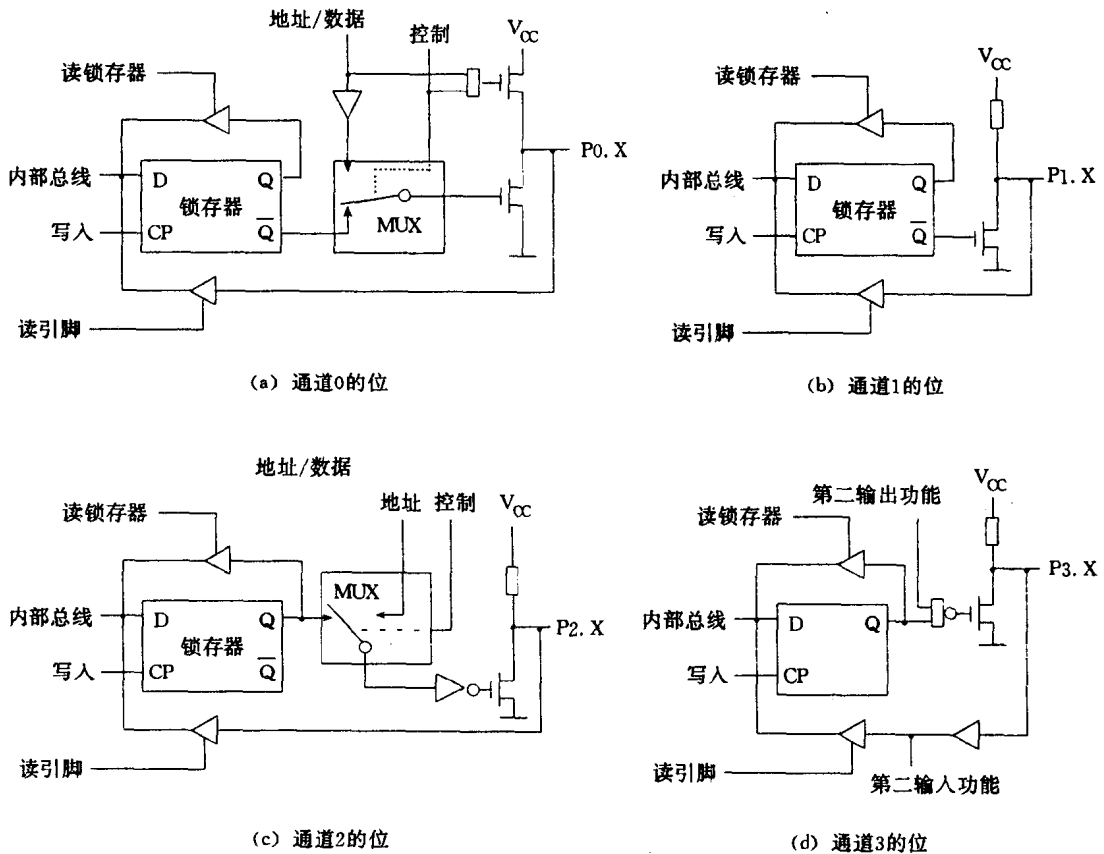 地址/数据
控制
V_CC
读锁存器
内部总线
D
Q
锁存器
写入
CP
Q̅
MUX
P0.X
读引脚
(a) 通道0的位
V_CC
读锁存器
内部总线
D
Q
锁存器
写入
CP
Q̅
P1.X
读引脚
(b) 通道1的位
地址/数据
读锁存器
地址
控制
V_CC
MUX
内部总线
D
Q
锁存器
写入
CP
Q̅
P2.X
读引脚
(c) 通道2的位
第二输出功能
V_CC
读锁存器
P3.X
内部总线
D
Q
写入
CP
读引脚
第二输入功能
(d) 通道3的位